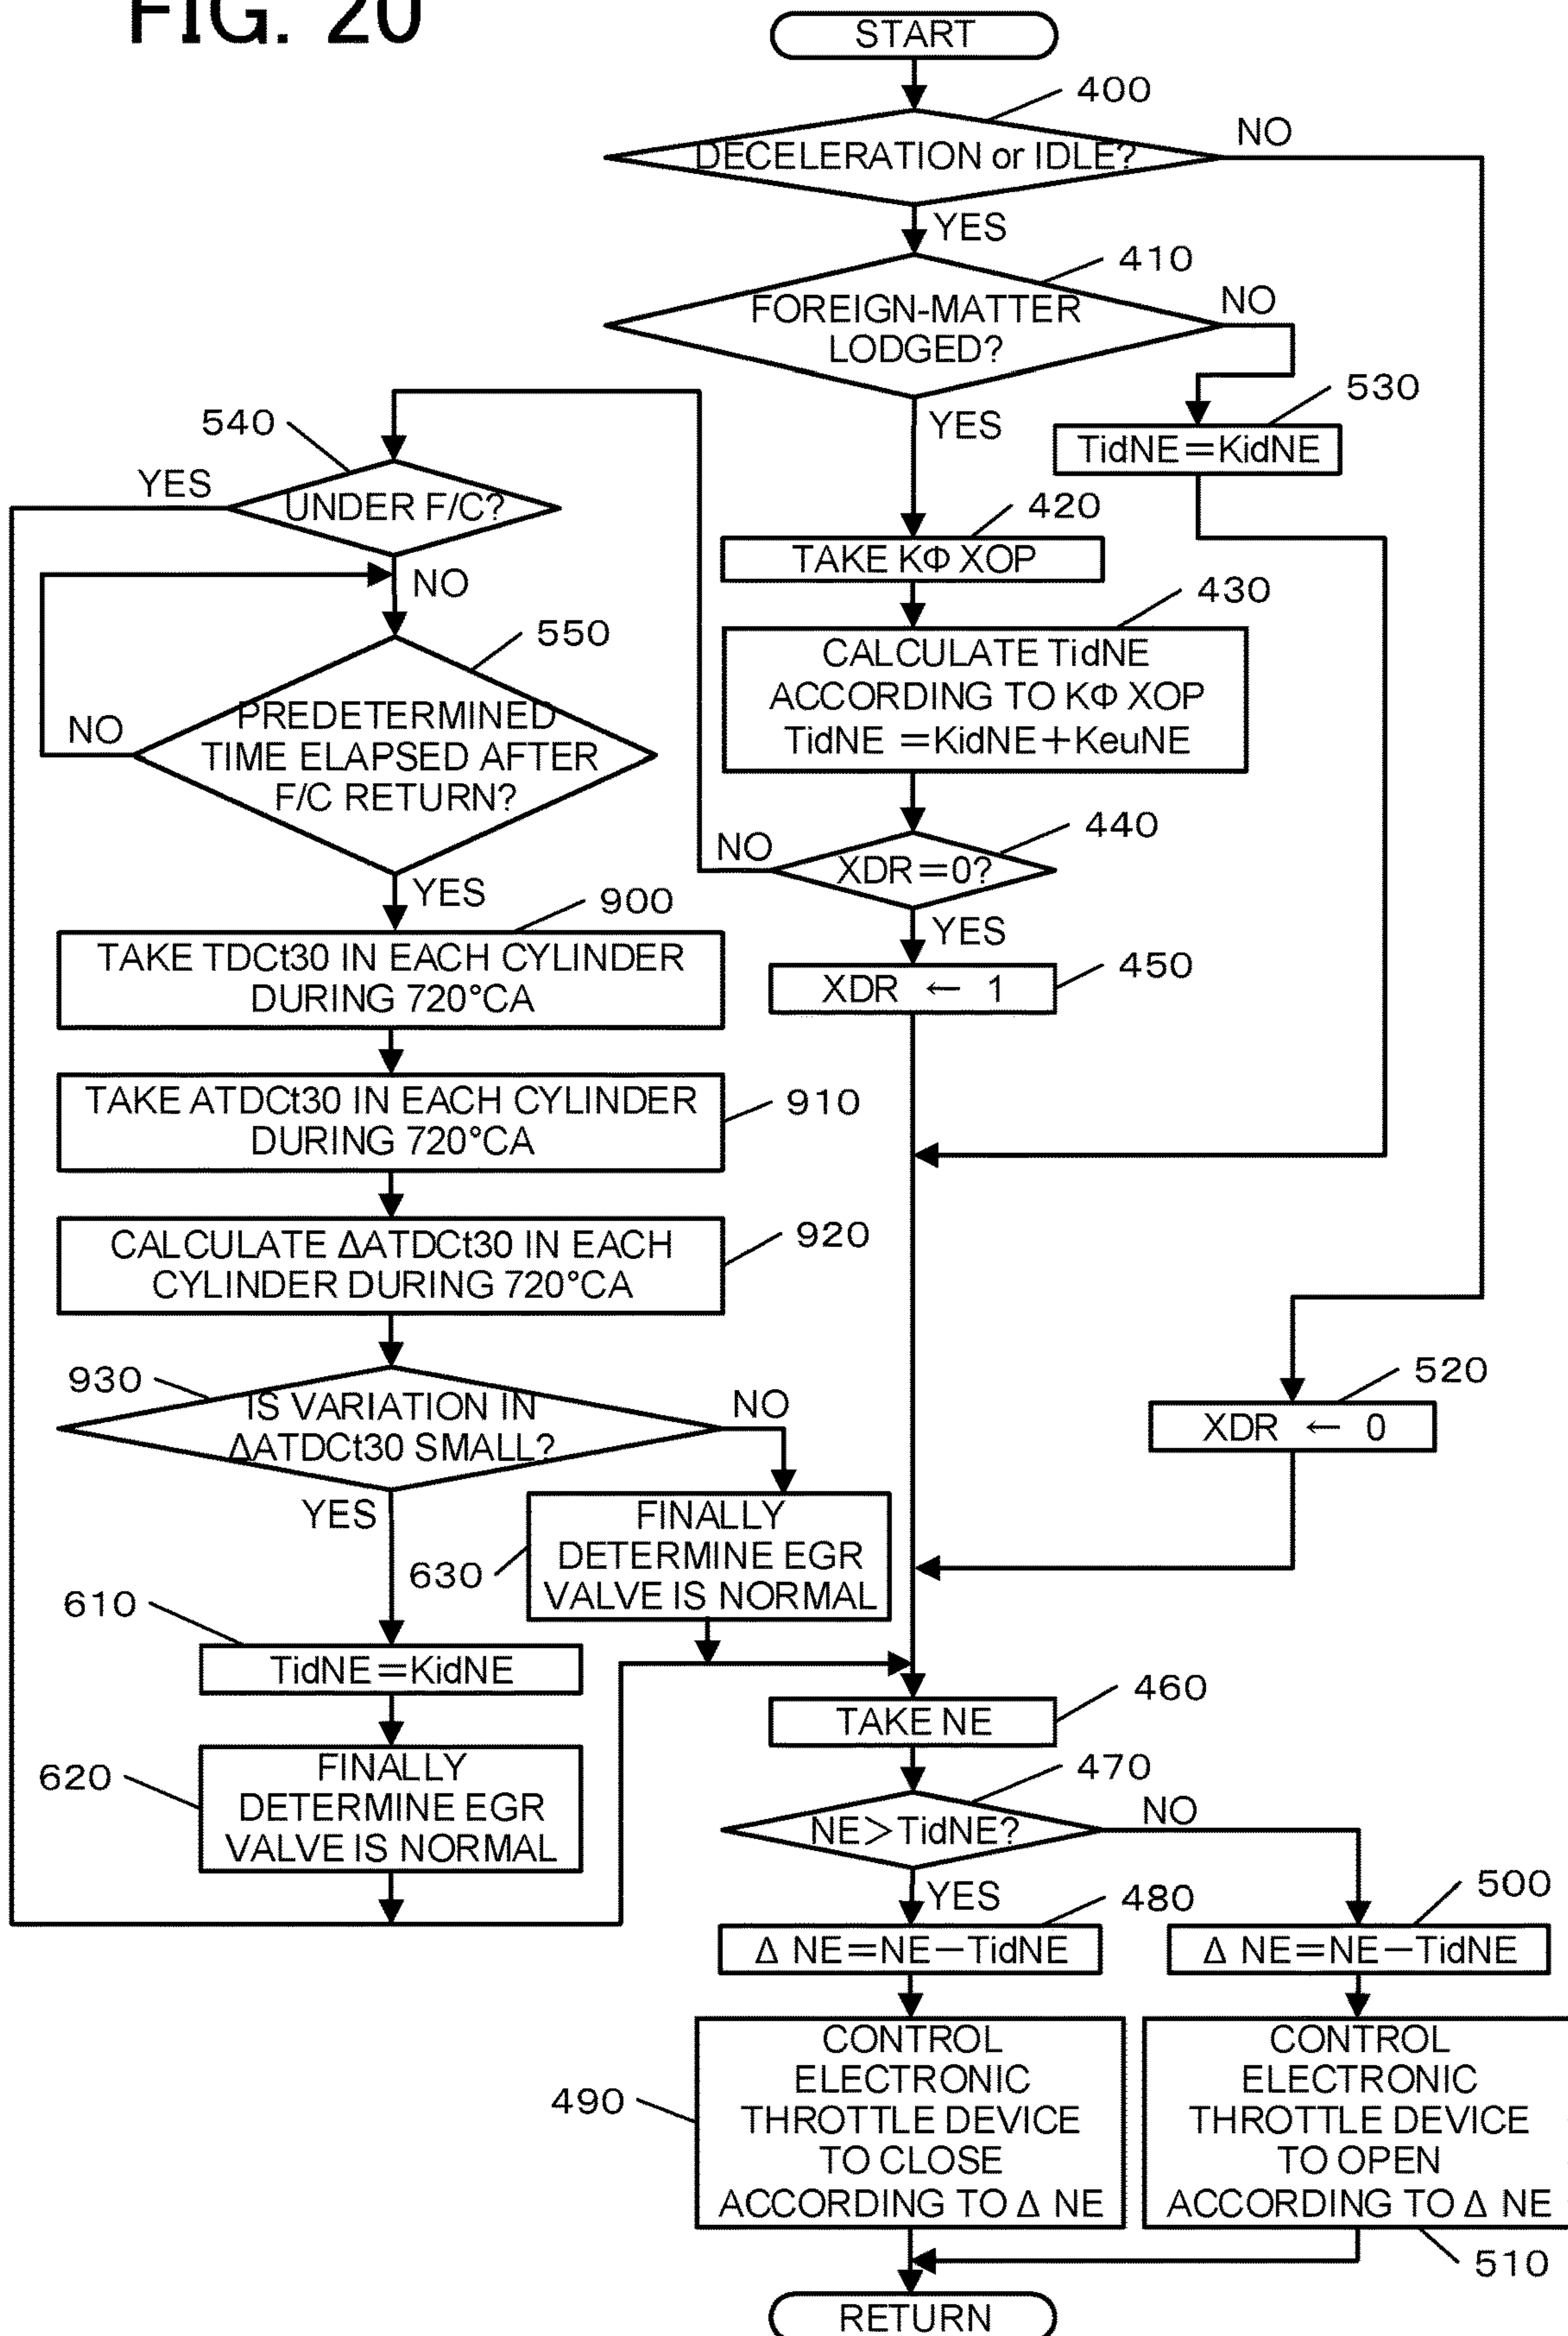 FIG. 20
START
400
DECELERATION or IDLE?
NO
YES
410
FOREIGN-MATTER
LODGED?
NO
YES
530
TidNE=KidNE
420
TAKE KΦ XOP
430
CALCULATE TidNE
ACCORDING TO KΦ XOP
TidNE =KidNE+KeuNE
440
XDR=0?
NO
YES
450
XDR ← 1
540
UNDER F/C?
YES
NO
550
PREDETERMINED
TIME ELAPSED AFTER
F/C RETURN?
NO
YES
900
TAKE TDCt30 IN EACH CYLINDER
DURING 720°CA
910
TAKE ATDCt30 IN EACH CYLINDER
DURING 720°CA
920
CALCULATE ΔATDCt30 IN EACH
CYLINDER DURING 720°CA
930
IS VARIATION IN
ΔATDCt30 SMALL?
NO
YES
630
FINALLY
DETERMINE EGR
VALVE IS NORMAL
610
TidNE=KidNE
620
FINALLY
DETERMINE EGR
VALVE IS NORMAL
520
XDR ← 0
460
TAKE NE
470
NE>TidNE?
NO
YES
480
Δ NE=NE−TidNE
500
Δ NE=NE−TidNE
490
CONTROL
ELECTRONIC
THROTTLE DEVICE
TO CLOSE
ACCORDING TO Δ NE
CONTROL
ELECTRONIC
THROTTLE DEVICE
TO OPEN
ACCORDING TO Δ NE
510
RETURN